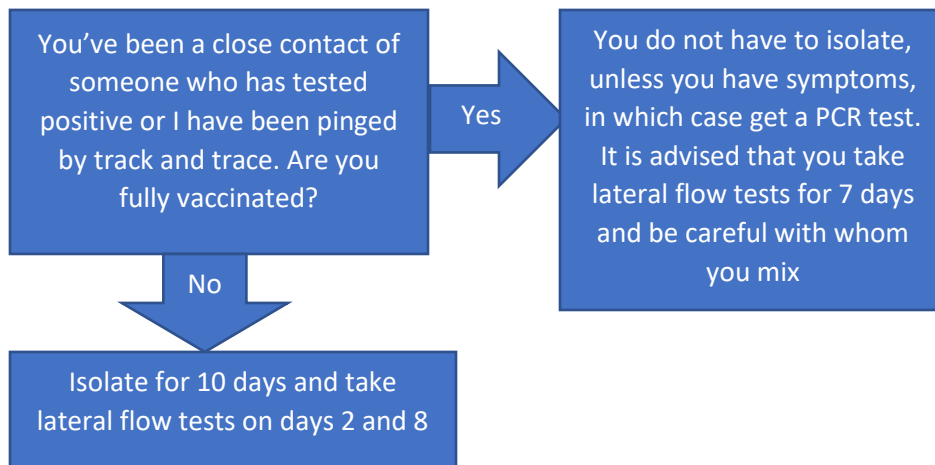 You’ve been a close contact of
someone who has tested
positive or I have been pinged
by track and trace. Are you
fully vaccinated?
Yes
You do not have to isolate,
unless you have symptoms,
in which case get a PCR test.
It is advised that you take
lateral flow tests for 7 days
and be careful with whom
you mix
No
Isolate for 10 days and take
lateral flow tests on days 2 and 8